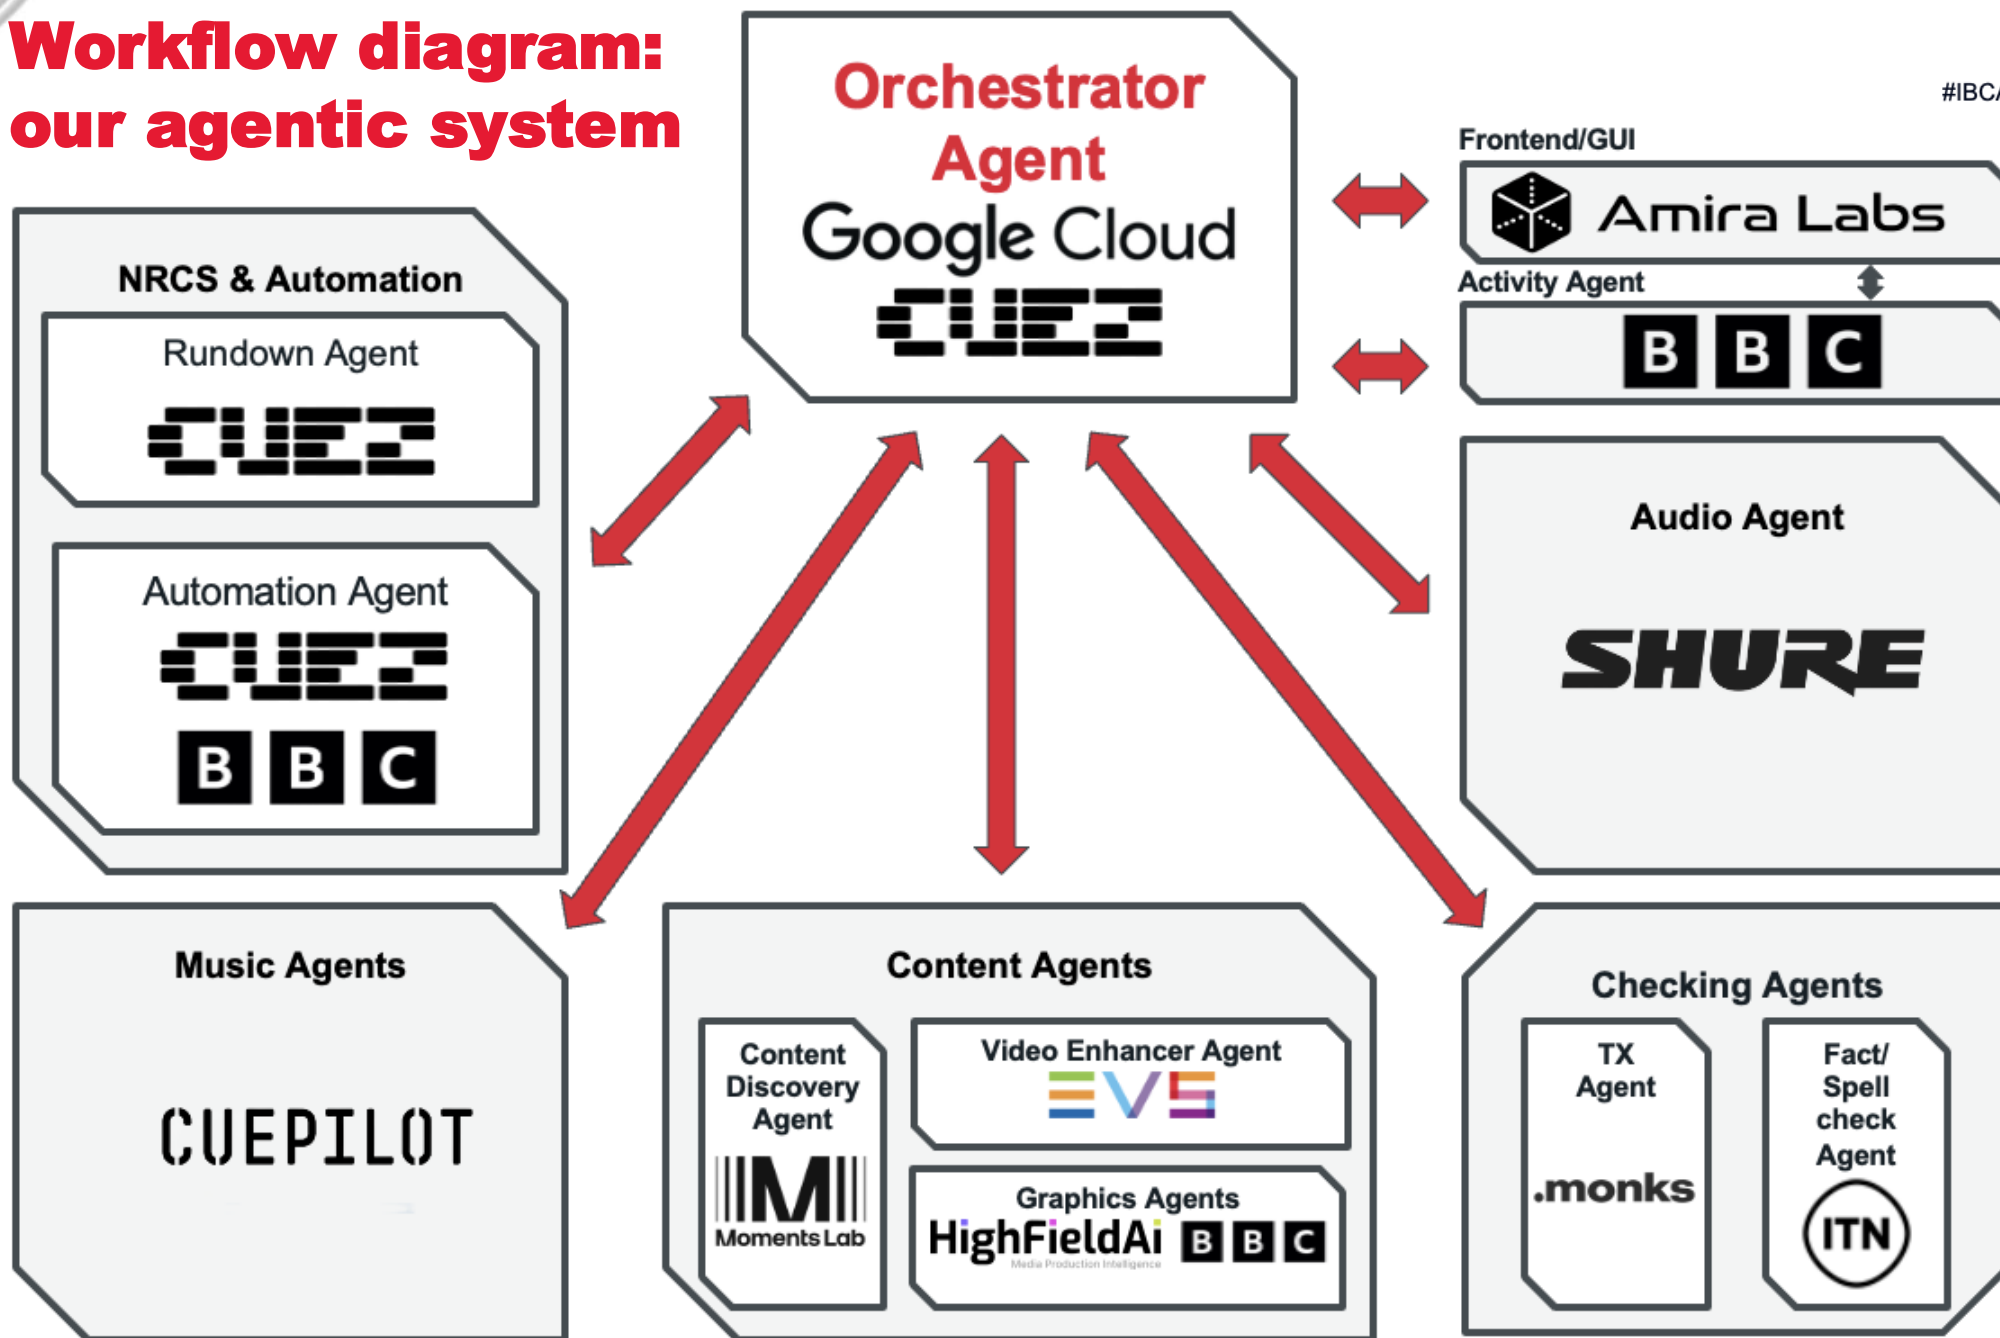 Workflow diagram:
our agentic system
Orchestrator
Agent
Google Cloud
CUEZ
Frontend/GUI
Amira Labs
Activity Agent
BBC
NRCS & Automation
Rundown Agent
CUEZ
Automation Agent
CUEZ
BBC
Audio Agent
SHURE
Music Agents
CUEPILOT
Content Agents
Content
Discovery
Agent
M
Moments Lab
Video Enhancer Agent
EVS
Graphics Agents
HighFieldAi BBC
Media Production Intelligence
Checking Agents
TX
Agent
.monks
Fact/
Spell
check
Agent
ITN